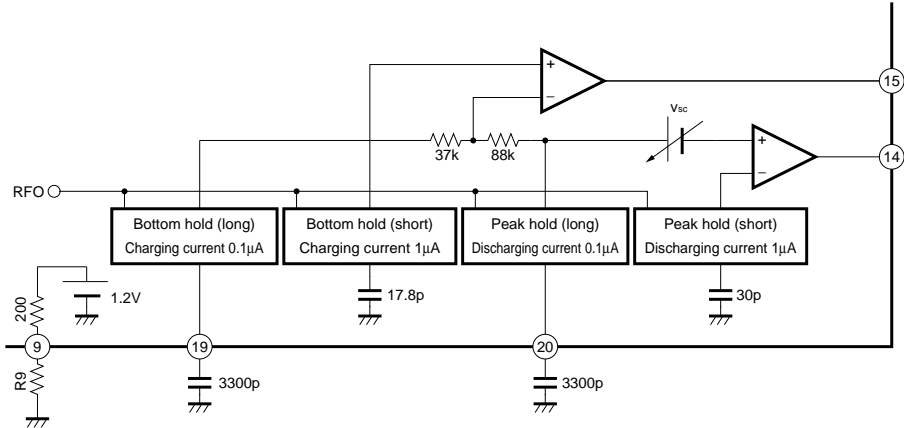 +
−
15
Vsc
37k
88k
+
−
14
RFO
Bottom hold (long)
Charging current 0.1μA
Bottom hold (short)
Charging current 1μA
Peak hold (long)
Discharging current 0.1μA
Peak hold (short)
Discharging current 1μA
200
1.2V
17.8p
30p
9
19
20
R9
3300p
3300p